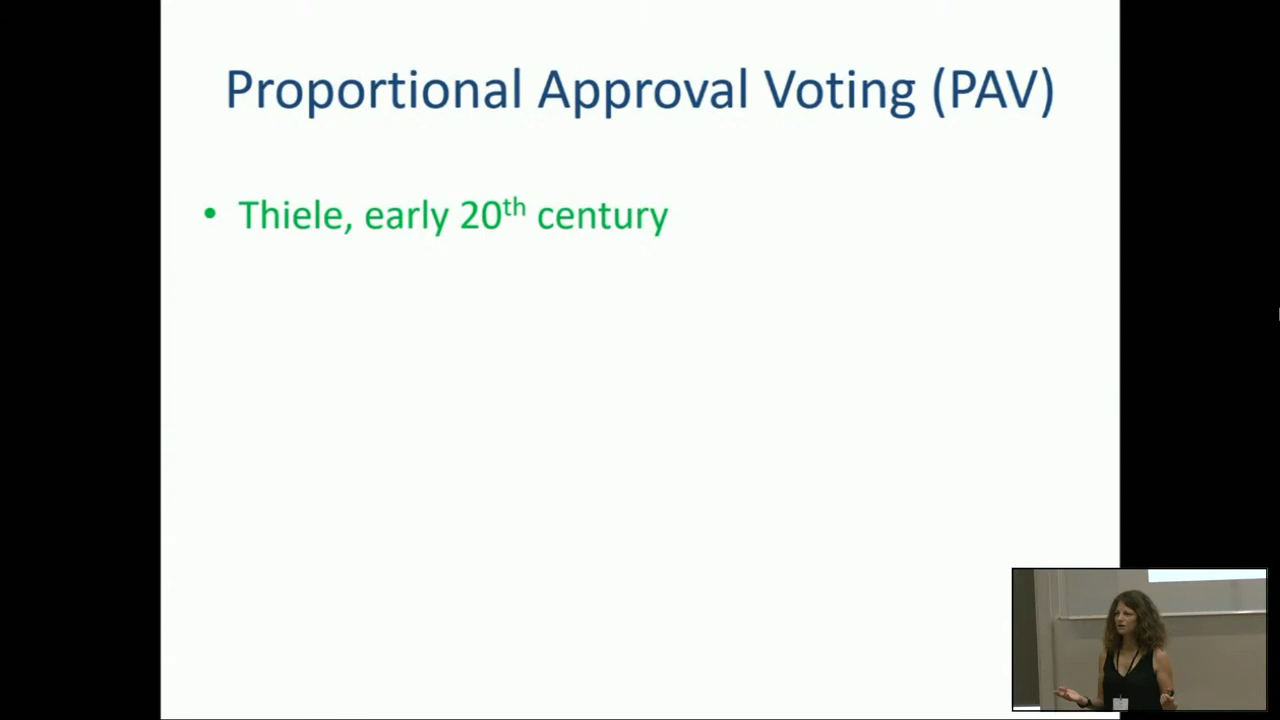 Proportional Approval Voting (PAV)
• Thiele, early 20th century